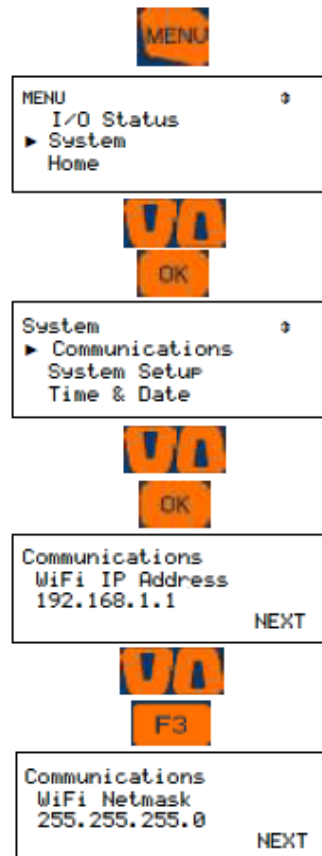 MENU
MENU
I/O Status
System
Home
OK
System
Communications
System Setup
Time & Date
OK
Communications
WiFi IP Address
192.168.1.1
NEXT
F3
Communications
WiFi Netmask
255.255.255.0
NEXT